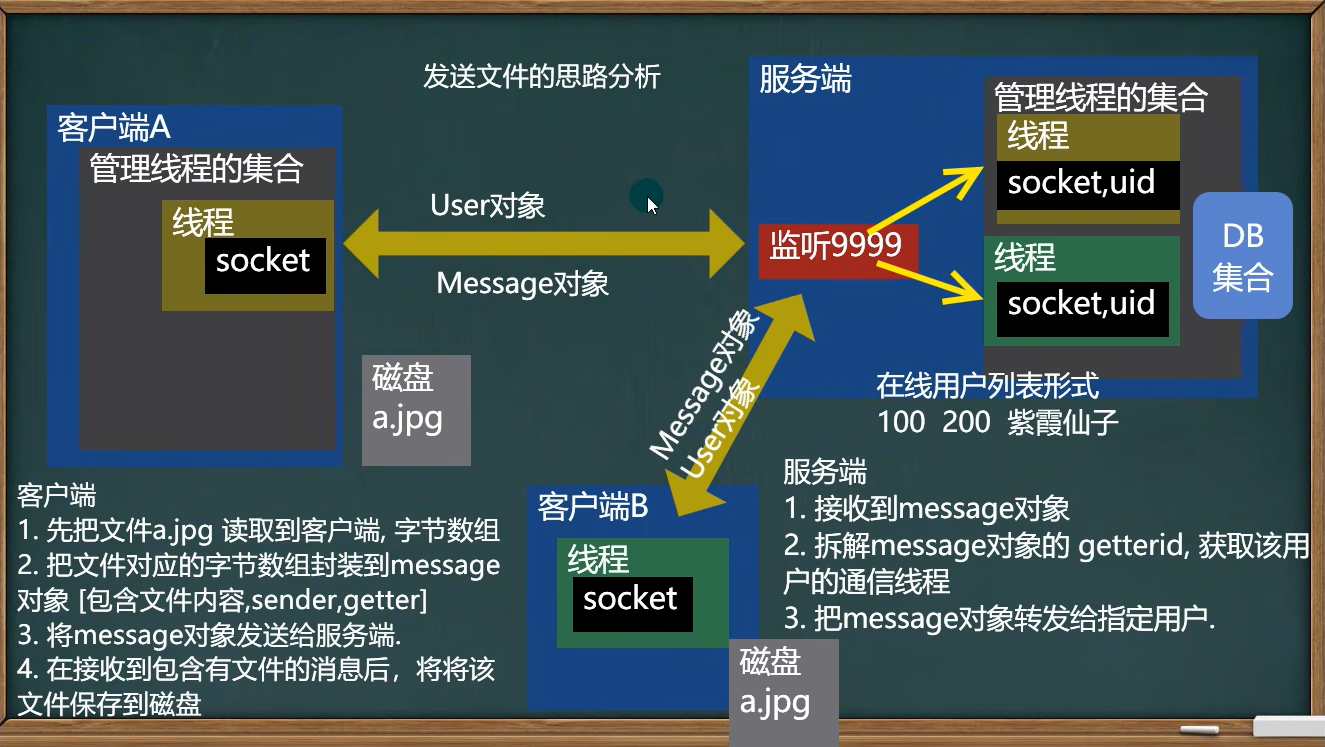 发送文件的思路分析
客户端A
管理线程的集合
线程
socket
User对象
Message对象
磁盘
a.jpg
服务端
管理线程的集合
线程
socket,uid
监听9999
线程
socket,uid
DB
集合
在线用户列表形式
100 200 紫霞仙子
Message对象
User对象
客户端B
线程
socket
磁盘
a.jpg
客户端
1. 先把文件a.jpg 读取到客户端, 字节数组
2. 把文件对应的字节数组封装到message
对象 [包含文件内容,sender,getter]
3. 将message对象发送给服务端.
4. 在接收到包含有文件的消息后，将将该
文件保存到磁盘
服务端
1. 接收到message对象
2. 拆解message对象的 getterid, 获取该用
户的通信线程
3. 把message对象转发给指定用户.